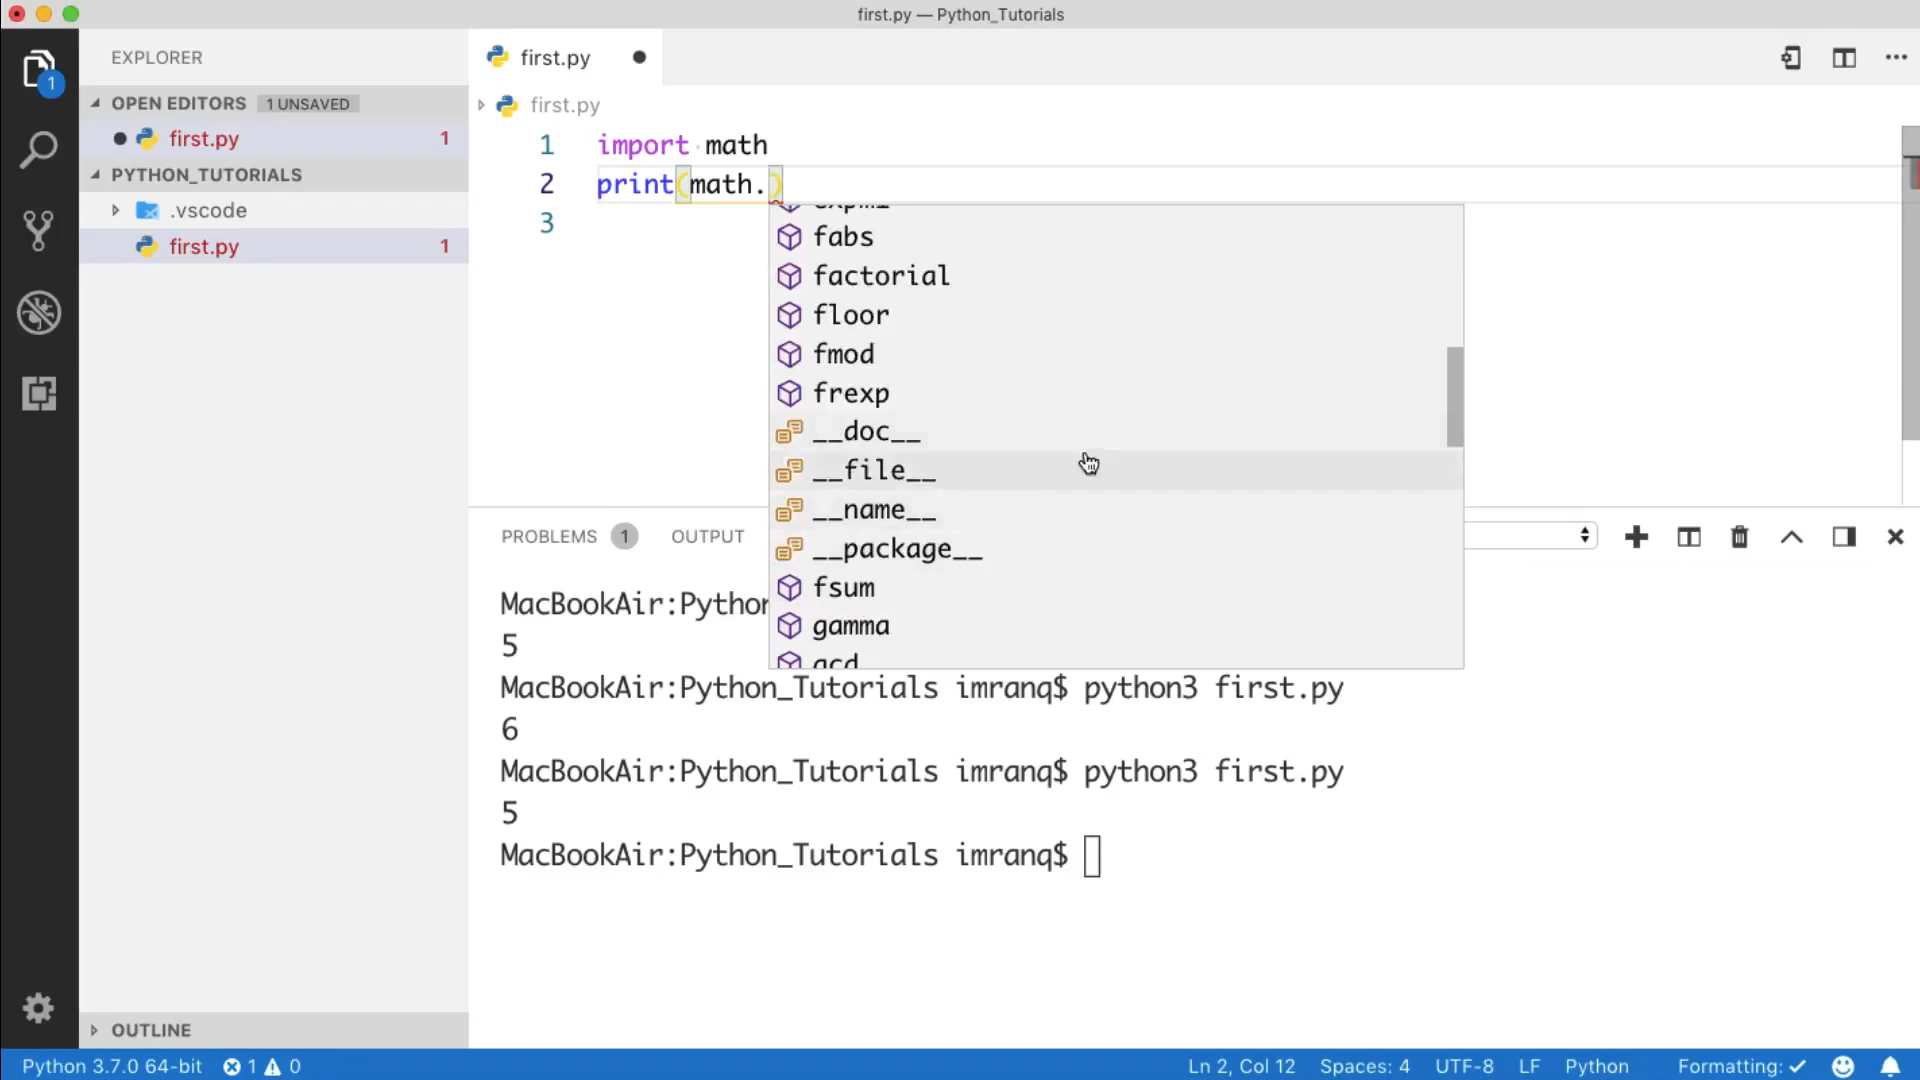 first.py — Python_Tutorials
1
EXPLORER
OPEN EDITORS 1 UNSAVED
first.py 1
PYTHON_TUTORIALS
.vscode
first.py 1
OUTLINE
first.py
first.py
1 import math
2 print(math.)
3
fabs
factorial
floor
fmod
frexp
__doc__
__file__
__name__
__package__
fsum
gamma
gcd
PROBLEMS 1 OUTPUT
MacBookAir:Python
5
MacBookAir:Python_Tutorials imranq$ python3 first.py
6
MacBookAir:Python_Tutorials imranq$ python3 first.py
5
MacBookAir:Python_Tutorials imranq$
Python 3.7.0 64-bit 1 0 Ln 2, Col 12 Spaces: 4 UTF-8 LF Python Formatting: ✓